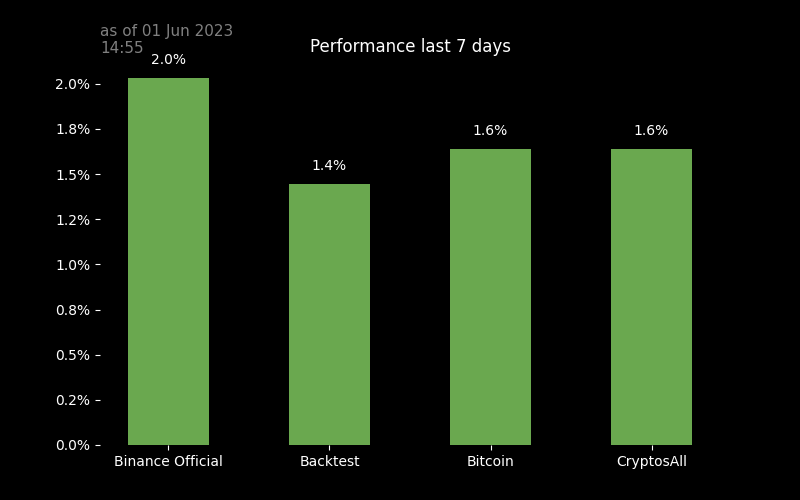 as of 01 Jun 2023
14:55
Performance last 7 days
2.0%
1.4%
1.6%
1.6%
2.0%
1.8%
1.5%
1.2%
1.0%
0.8%
0.5%
0.2%
0.0%
Binance Official
Backtest
Bitcoin
CryptosAll